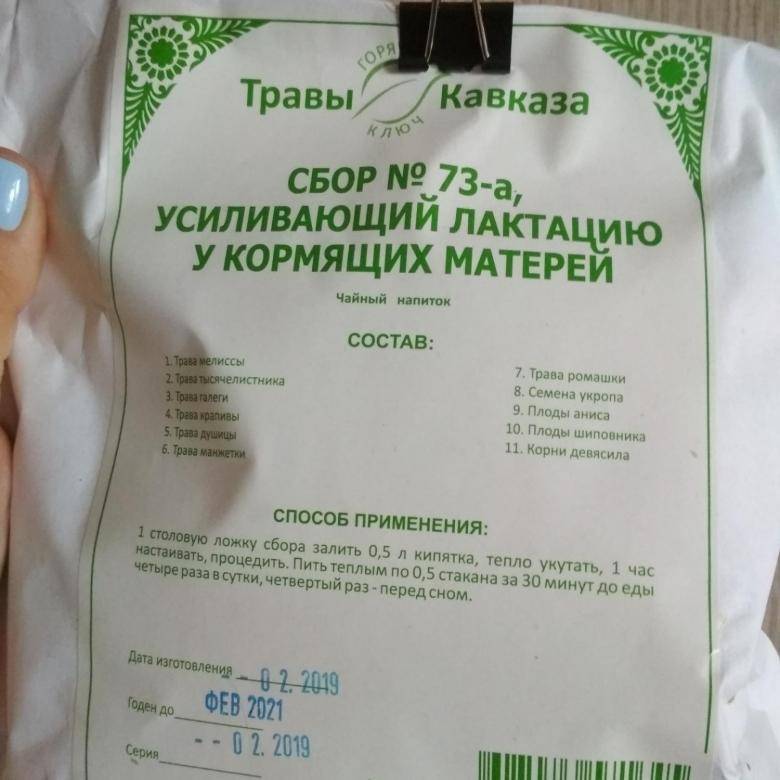 ГОРЯ
Травы Кавказа
КЛЮЧ
СБОР № 73-а,
УСИЛИВАЮЩИЙ ЛАКТАЦИЮ
У КОРМЯЩИХ МАТЕРЕЙ
Чайный напиток
СОСТАВ:
1. Трава мелиссы
2. Трава тысячелистника
3. Трава галеги
4. Трава крапивы
5. Трава душицы
6. Трава манжетки
7. Трава ромашки
8. Семена укропа
9. Плоды аниса
10. Плоды шиповника
11. Корни девясила
СПОСОБ ПРИМЕНЕНИЯ:
1 столовую ложку сбора залить 0,5 л кипятка, тепло укутать, 1 час
настаивать, процедить. Пить теплым по 0,5 стакана за 30 минут до еды
четыре раза в сутки, четвертый раз - перед сном.
Дата изготовления - - 0 2. 2019
Годен до ФЕВ 2021
Серия - - 0 2. 2019